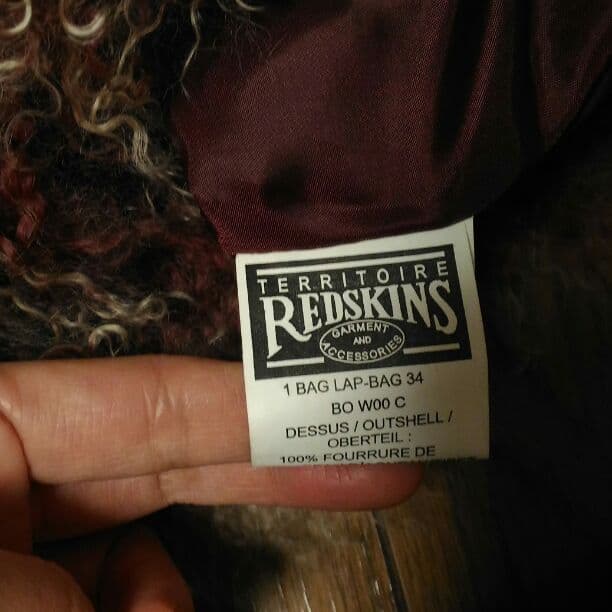 TERRITOIRE
REDSKINS
GARMENT
AND
ACCESSORIES
1 BAG LAP-BAG 34
BO W00 C
DESSUS / OUTSHELL /
OBERTEIL :
100% FOURRURE DE